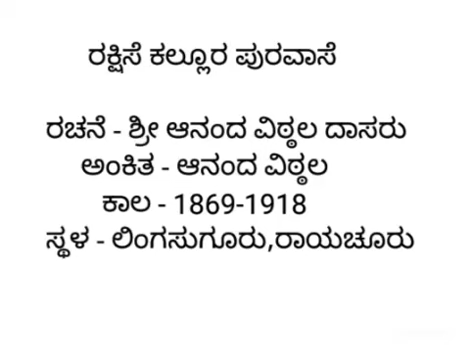 ರಕ್ಷಿಸೆ ಕಲ್ಲೂರ ಪುರವಾಸೆ
ರಚನೆ - ಶ್ರೀ ಆನಂದ ವಿಠ್ಠಲ ದಾಸರು
ಅಂಕಿತ - ಆನಂದ ವಿಠ್ಠಲ
ಕಾಲ - 1869-1918
ಸ್ಥಳ - ಲಿಂಗಸುಗೂರು,ರಾಯಚೂರು